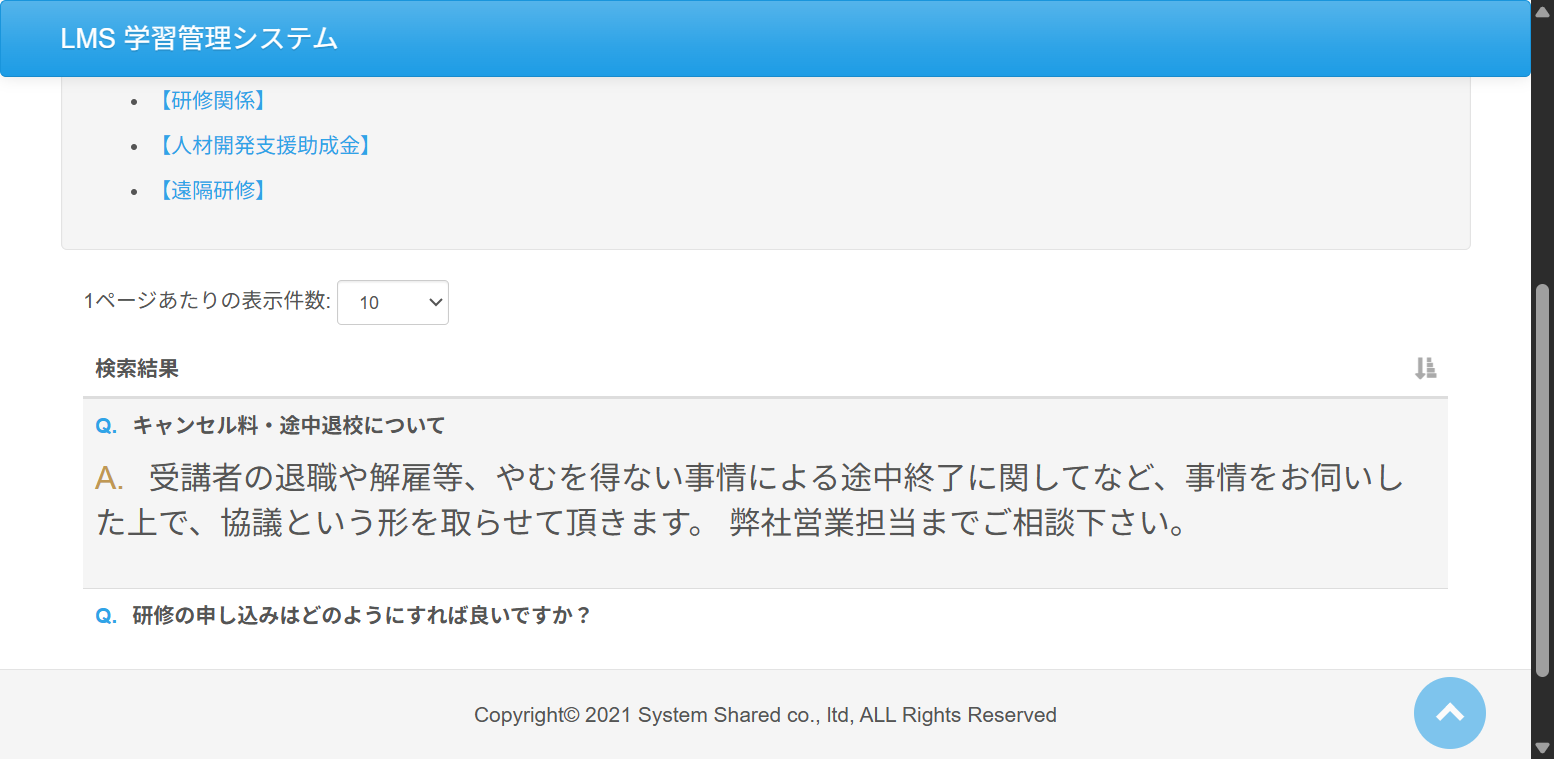 LMS 学習管理システム
【研修関係】
【人材開発支援助成金】
【遠隔研修】
1ページあたりの表示件数: 10
検索結果
Q. キャンセル料・途中退校について
A. 受講者の退職や解雇等、やむを得ない事情による途中終了に関してなど、事情をお伺いし
た上で、協議という形を取らせて頂きます。 弊社営業担当までご相談下さい。
Q. 研修の申し込みはどのようにすれば良いですか？
Copyright© 2021 System Shared co., ltd, ALL Rights Reserved